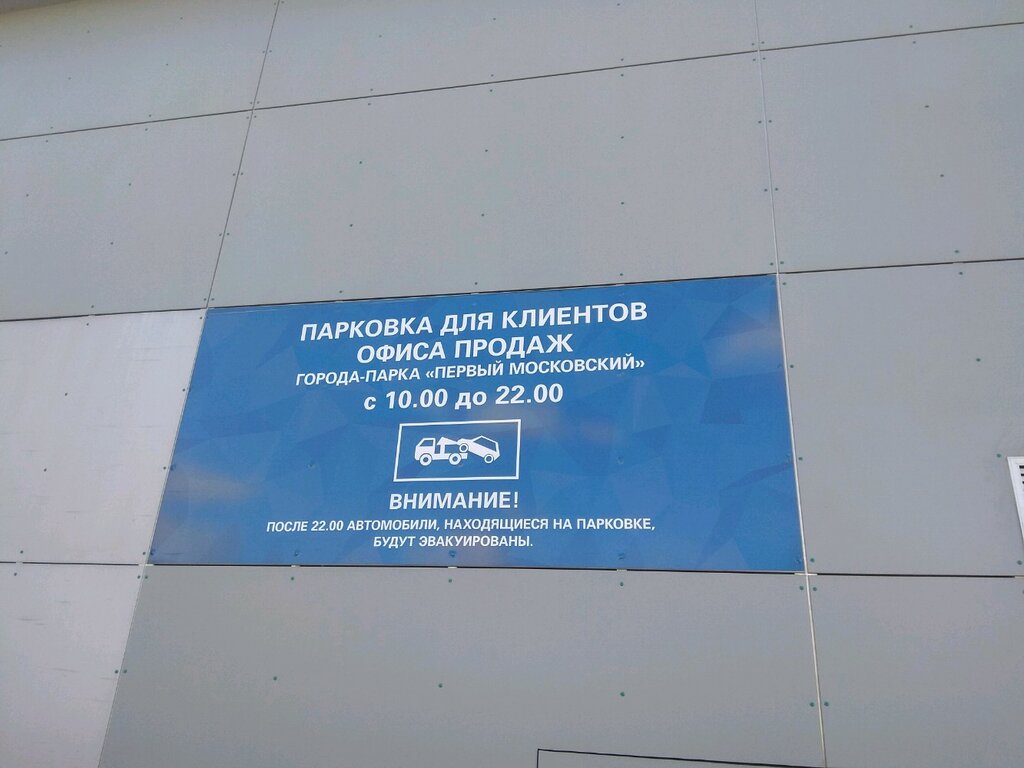 ПАРКОВКА ДЛЯ КЛИЕНТОВ
ОФИСА ПРОДАЖ
ГОРОДА-ПАРКА «ПЕРВЫЙ МОСКОВСКИЙ»
с 10.00 до 22.00
ВНИМАНИЕ!
ПОСЛЕ 22.00 АВТОМОБИЛИ, НАХОДЯЩИЕСЯ НА ПАРКОВКЕ,
БУДУТ ЭВАКУИРОВАНЫ.